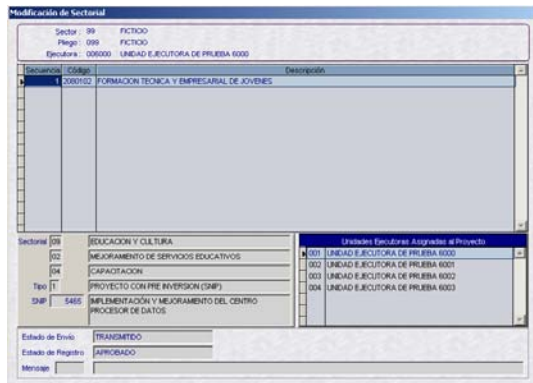 Modificación de Sectorial
Sector : 99 FICTICIO
Pliego : 099 FICTICIO
Ejecutora : 006000 UNIDAD EJECUTORA DE PRUEBA 6000
Secuencia Código Descripción
1 2080102 FORMACION TECNICA Y EMPRESARIAL DE JOVENES
Sectorial 09 EDUCACION Y CULTURA
02 MEJORAMIENTO DE SERVICIOS EDUCATIVOS
04 CAPACITACION
Tipo 1 PROYECTO CON PRE INVERSION (SNIP)
SNIP 5465 IMPLEMENTACIÓN Y MEJORAMIENTO DEL CENTRO
PROCESOR DE DATOS
Unidades Ejecutoras Asignadas al Proyecto
001 UNIDAD EJECUTORA DE PRUEBA 6000
002 UNIDAD EJECUTORA DE PRUEBA 6001
003 UNIDAD EJECUTORA DE PRUEBA 6002
004 UNIDAD EJECUTORA DE PRUEBA 6003
Estado de Envio TRANSMITIDO
Estado de Registro APROBADO
Mensaje